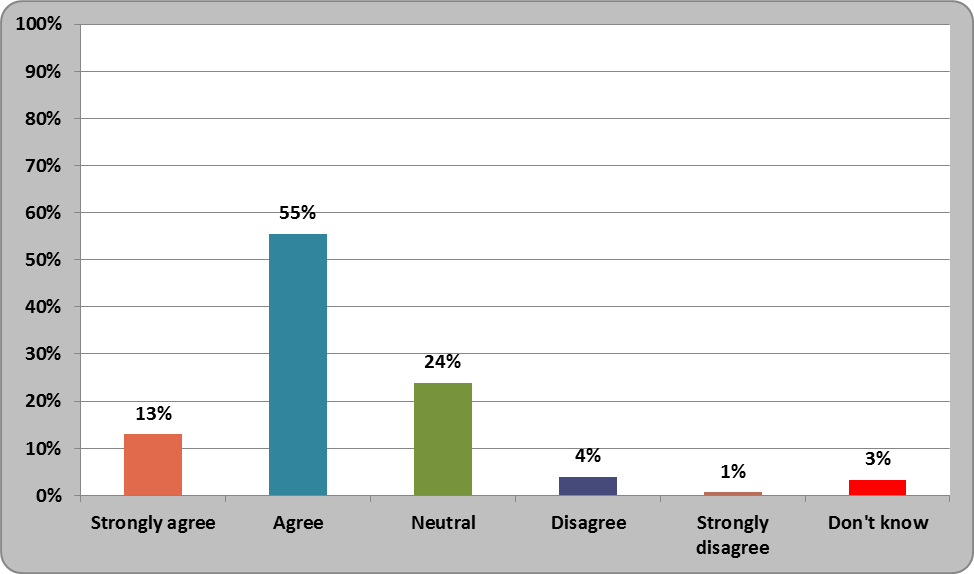 100%
90%
80%
70%
60%
50%
40%
30%
20%
10%
0%
13%
55%
24%
4%
1%
3%
Strongly agree
Agree
Neutral
Disagree
Strongly
disagree
Don't know